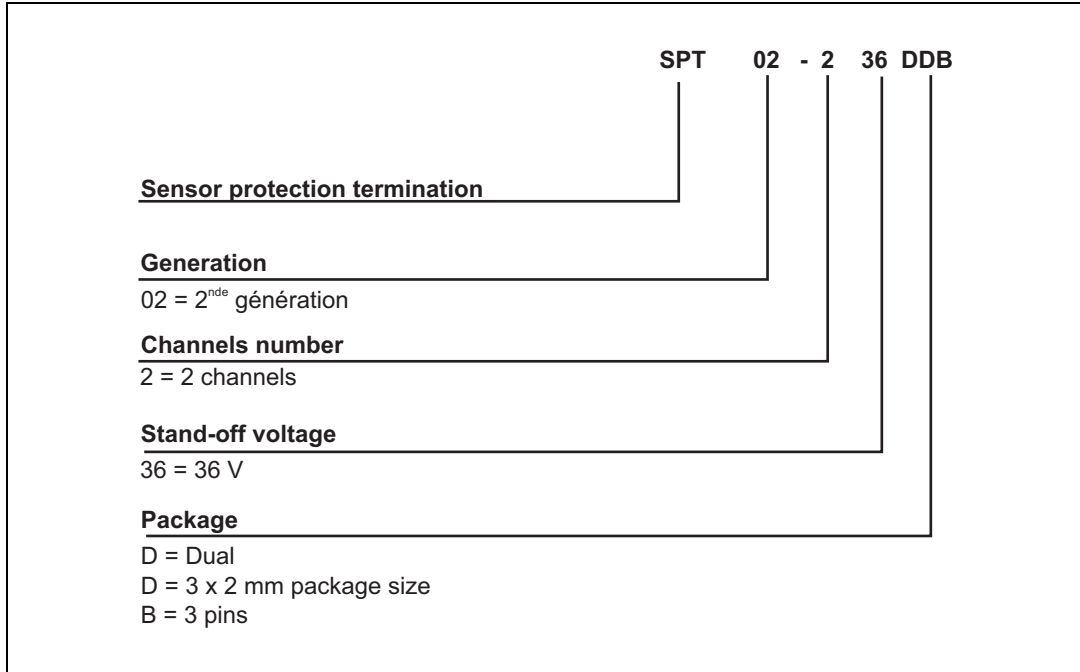 SPT 02 - 2 36 DDB
Sensor protection termination
Generation
02 = 2nde génération
Channels number
2 = 2 channels
Stand-off voltage
36 = 36 V
Package
D = Dual
D = 3 x 2 mm package size
B = 3 pins